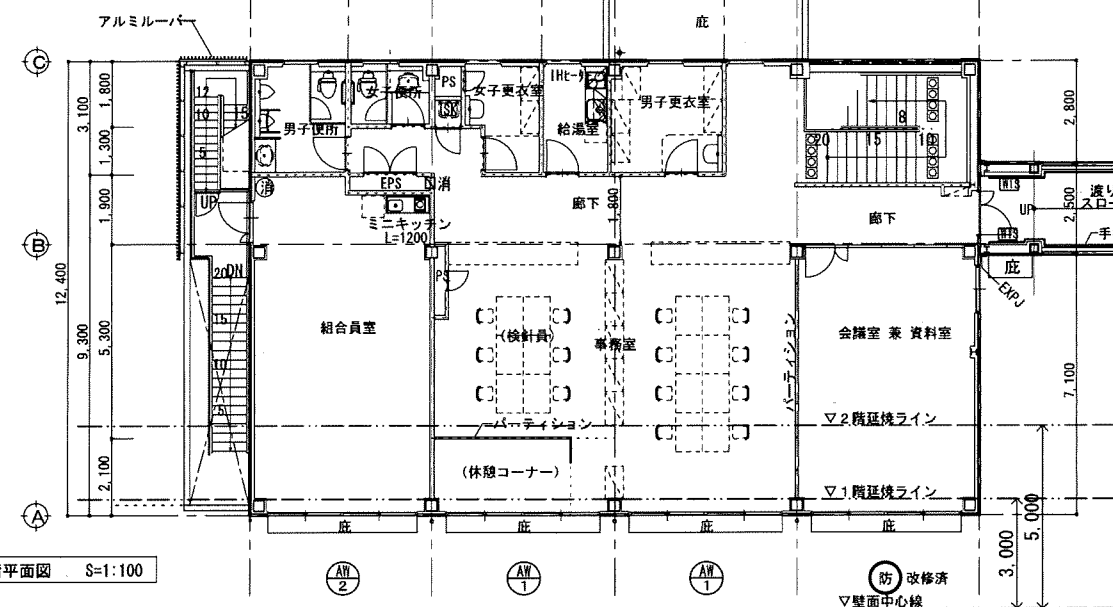 アルミルーバー
庇
C
B
A
12,400
3,100
9,300
1,800
1,300
1,900
5,300
2,100
12
10
15
5
UP
消
男子便所
女子便所
PS
SK
女子更衣室
IHヒーター
給湯室
男子更衣室
EPS
消
ミニキッチン
L=1200
廊下
1,800
廊下
20
15
10
8
2,800
2,500
7,100
WTS
UP
WTS
庇
EXPJ
渡り
スロー
手
20
DN
15
10
5
組合員室
PS
(検針員)
事務室
パーティション
会議室 兼 資料室
▽2階延焼ライン
▽1階延焼ライン
パーティション
(休憩コーナー)
庇
庇
庇
庇
平面図 S=1:100
AW
2
AW
1
AW
1
防 改修済
▽壁面中心線
3,000
5,000